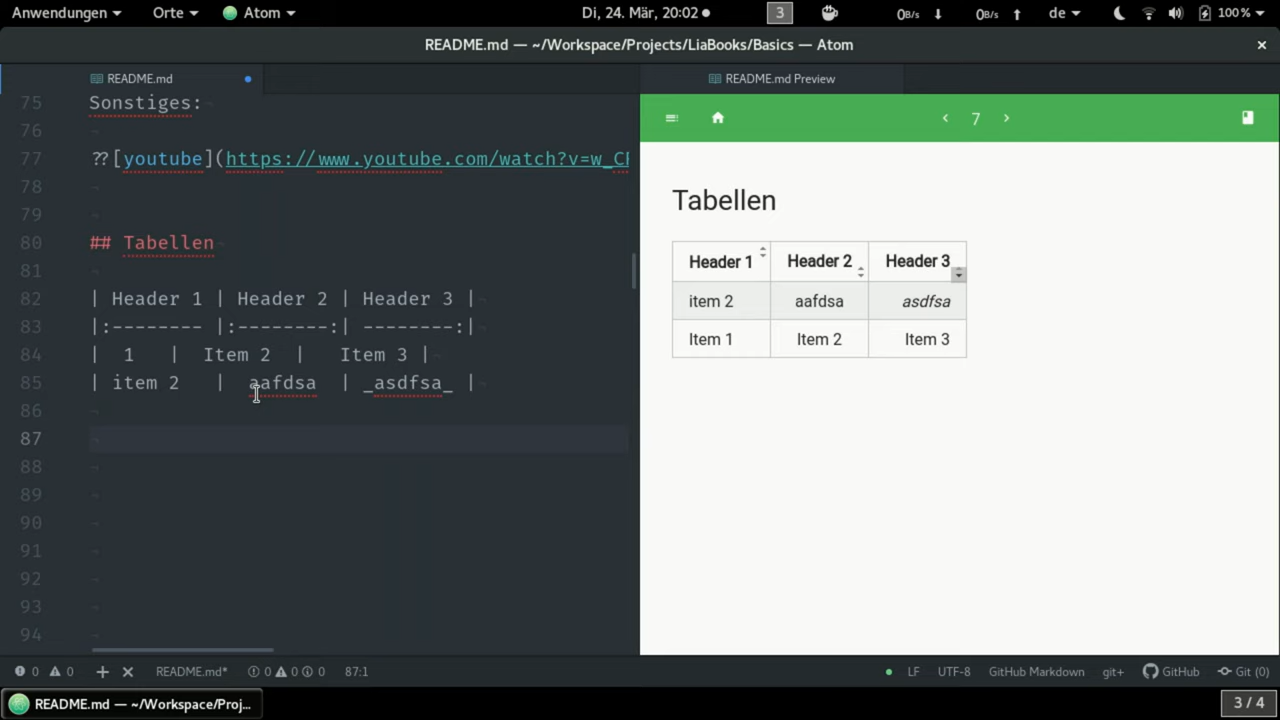 Anwendungen Orte Atom Di, 24. Mär, 20:02 3 0B/s 0B/s de 100%
README.md — ~/Workspace/Projects/LiaBooks/Basics — Atom
README.md README.md Preview
75 Sonstiges:
76
77 ??[youtube](https://www.youtube.com/watch?v=w_
78
79
80 ## Tabellen
81
82 | Header 1 | Header 2 | Header 3 |
83 |:-------- |:--------:| --------:|
84 | 1 | Item 2 | Item 3 |
85 | item 2 | aafdsa | _asdfsa_ |
86
87
88
89
90
91
92
93
94
7
Tabellen
Header 1 Header 2 Header 3
item 2 aafdsa asdfsa
Item 1 Item 2 Item 3
0 0 README.md* 0 0 0 87:1 LF UTF-8 GitHub Markdown git+ GitHub Git (0)
README.md — ~/Workspace/Proj... 3 / 4